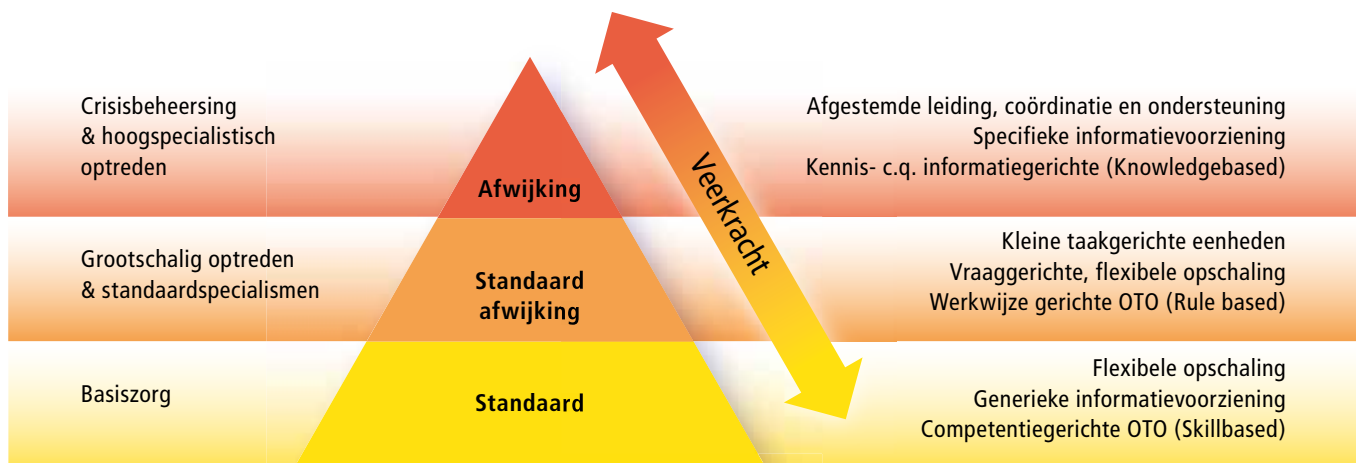 Crisisbeheersing
& hoogspecialistisch
optreden
Afwijking
Afgestemde leiding, coördinatie en ondersteuning
Specifieke informatievoorziening
Kennis- c.q. informatiegerichte (Knowledgebased)
Veerkracht
Grootschalig optreden
& standaardspecialismen
Standaard
afwijking
Kleine taakgerichte eenheden
Vraaggerichte, flexibele opschaling
Werkwijze gerichte OTO (Rule based)
Basiszorg
Standaard
Flexibele opschaling
Generieke informatievoorziening
Competentiegerichte OTO (Skillbased)